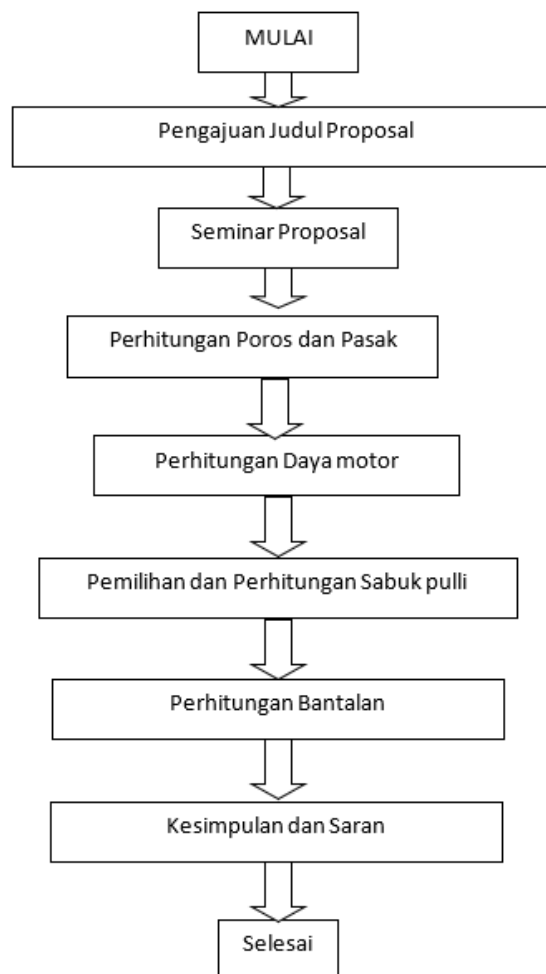 MULAI
Pengajuan Judul Proposal
Seminar Proposal
Perhitungan Poros dan Pasak
Perhitungan Daya motor
Pemilihan dan Perhitungan Sabuk pulli
Perhitungan Bantalan
Kesimpulan dan Saran
Selesai